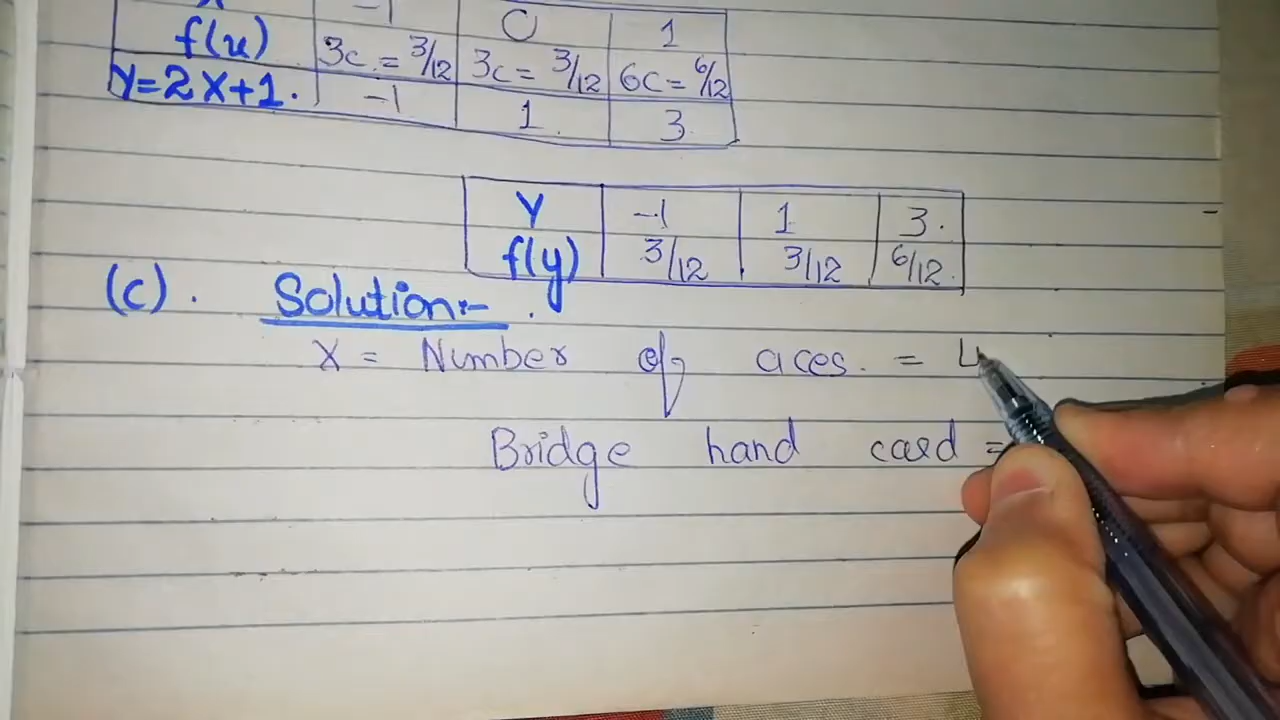 -1 0 1
f(x) 3c = 3/12 3c = 3/12 6c = 6/12
Y=2X+1. -1 1. 3.
Y -1 1 3.
f(y) 3/12 3/12 6/12.
(c). Solution:- .
X = Number of aces. = 4
Bridge hand card =